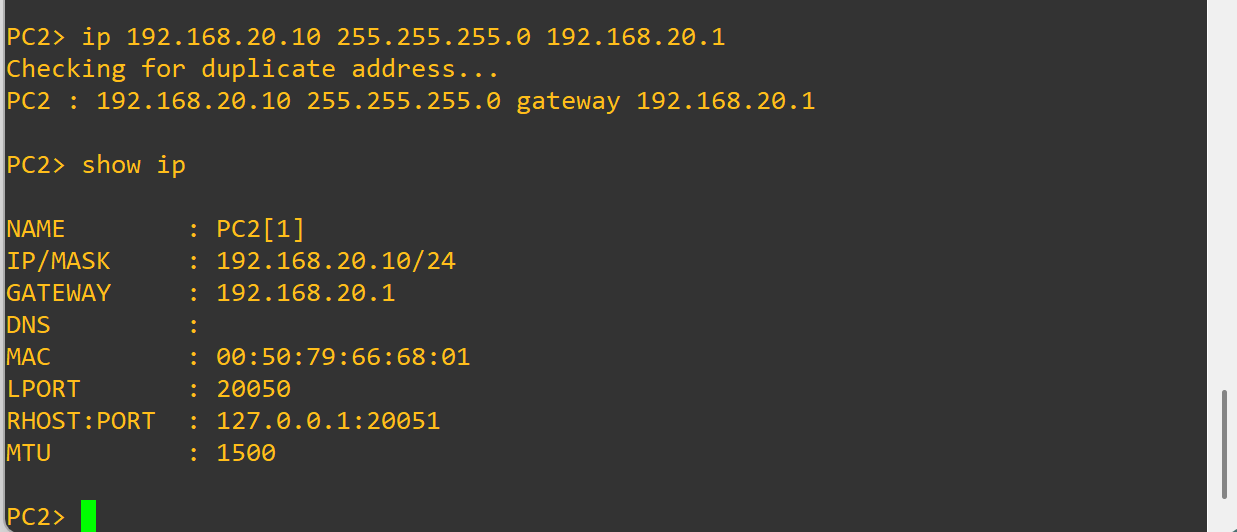 PC2> ip 192.168.20.10 255.255.255.0 192.168.20.1
Checking for duplicate address...
PC2 : 192.168.20.10 255.255.255.0 gateway 192.168.20.1
PC2> show ip
NAME        : PC2[1]
IP/MASK     : 192.168.20.10/24
GATEWAY     : 192.168.20.1
DNS         :
MAC         : 00:50:79:66:68:01
LPORT       : 20050
RHOST:PORT  : 127.0.0.1:20051
MTU         : 1500
PC2>